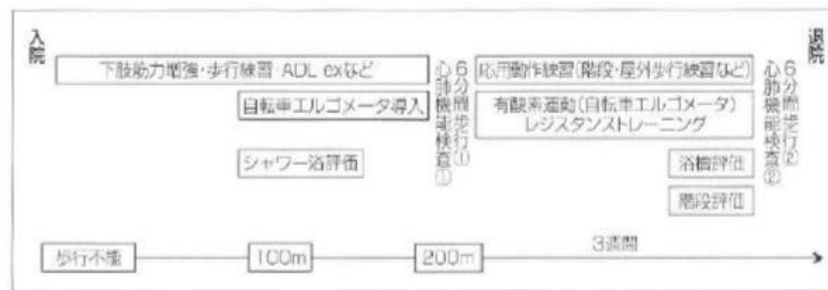 入院
下肢筋力増強・歩行練習・ADL exなど
自転車エルゴメータ導入
シャワー浴評価
6分間歩行①
心肺機能検査①
応用動作練習(階段・屋外歩行練習など)
有酸素運動(自転車エルゴメータ)
レジスタンストレーニング
浴槽評価
階段評価
6分間歩行②
心肺機能検査②
退院
歩行不能
100m
200m
3週間